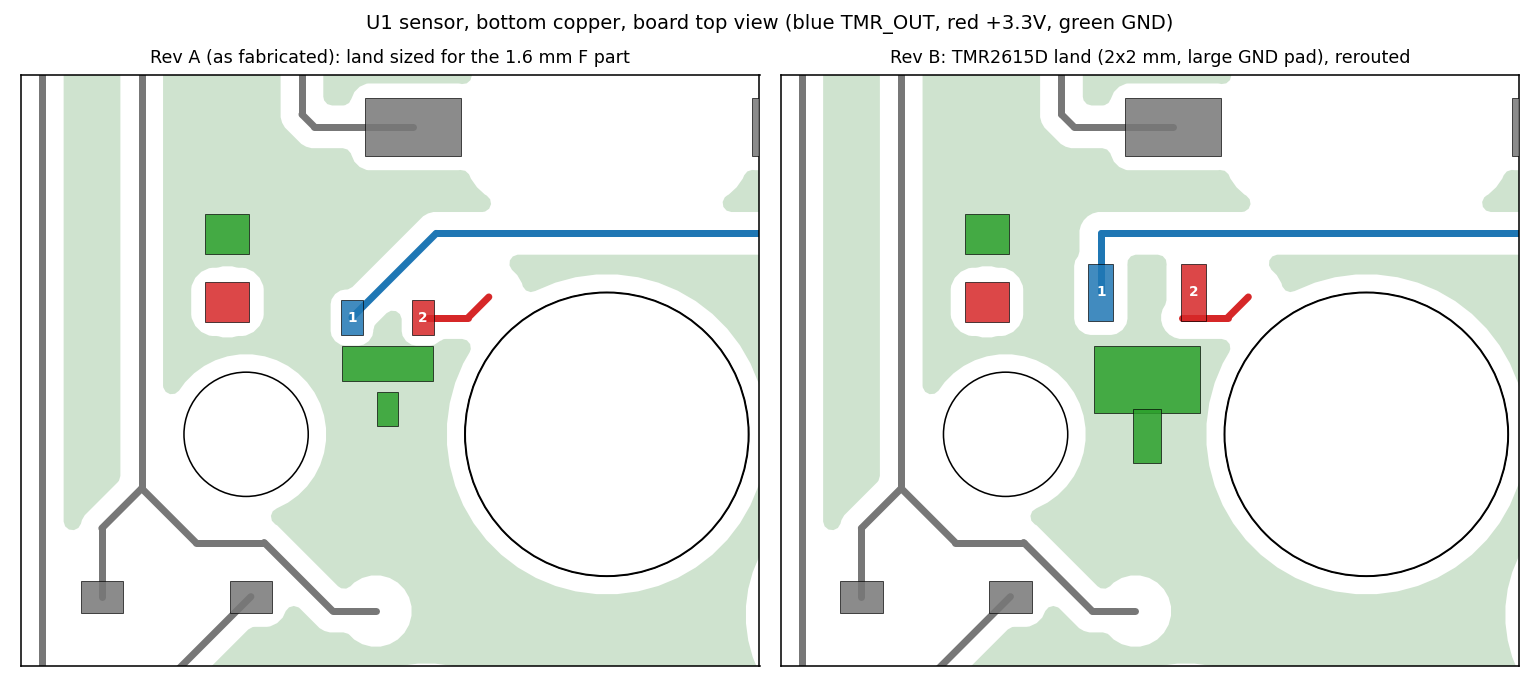 U1 sensor, bottom copper, board top view (blue TMR_OUT, red +3.3V, green GND)
Rev A (as fabricated): land sized for the 1.6 mm F part
Rev B: TMR2615D land (2x2 mm, large GND pad), rerouted
1
2
1
2